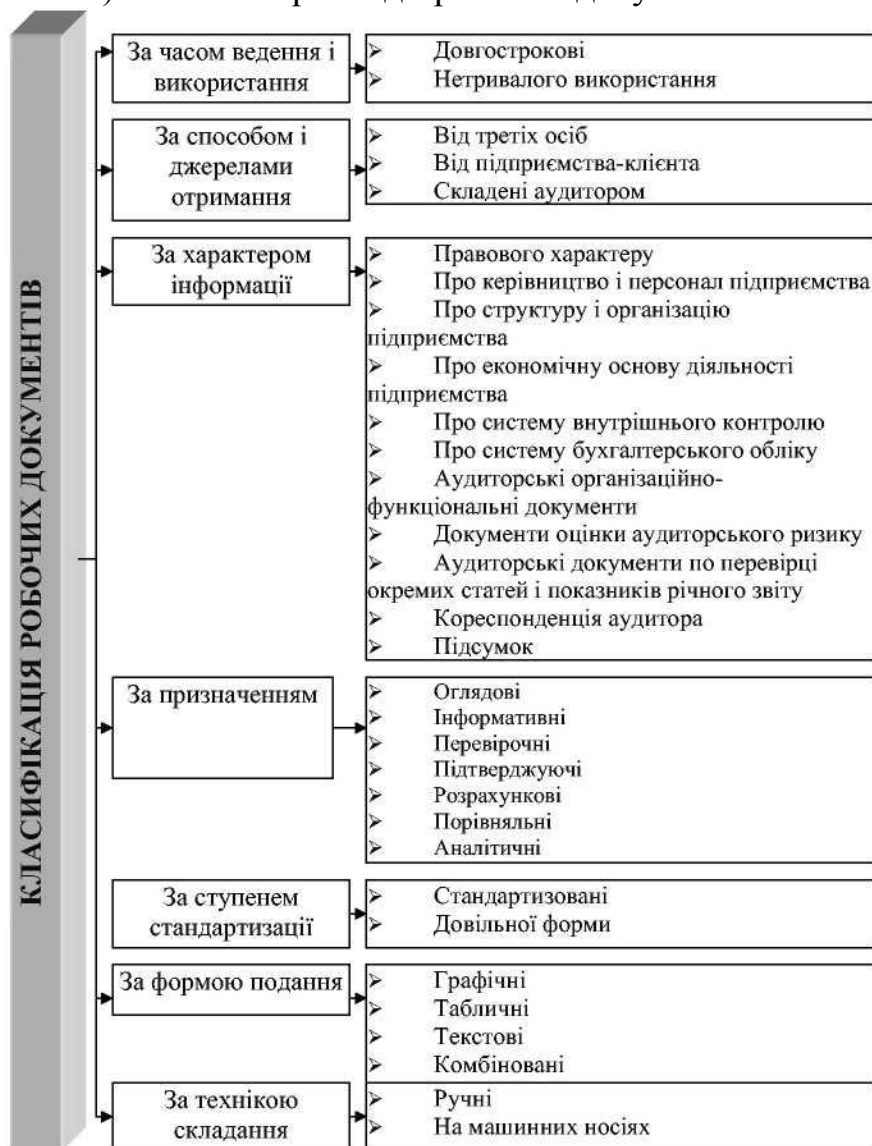 КЛАСИФІКАЦІЯ РОБОЧИХ ДОКУМЕНТІВ
За часом ведення і
використання
➢ Довгострокові
➢ Нетривалого використання
За способом і
джерелами
отримання
➢ Від третіх осіб
➢ Від підприємства-клієнта
➢ Складені аудитором
За характером
інформації
➢ Правового характеру
➢ Про керівництво і персонал підприємства
➢ Про структуру і організацію
підприємства
➢ Про економічну основу діяльності
підприємства
➢ Про систему внутрішнього контролю
➢ Про систему бухгалтерського обліку
➢ Аудиторські організаційно-
функціональні документи
➢ Документи оцінки аудиторського ризику
➢ Аудиторські документи по перевірці
окремих статей і показників річного звіту
➢ Кореспонденція аудитора
➢ Підсумок
За призначенням
➢ Оглядові
➢ Інформативні
➢ Перевірочні
➢ Підтверджуючі
➢ Розрахункові
➢ Порівняльні
➢ Аналітичні
За ступенем
стандартизації
➢ Стандартизовані
➢ Довільної форми
За формою подання
➢ Графічні
➢ Табличні
➢ Текстові
➢ Комбіновані
За технікою
складання
➢ Ручні
➢ На машинних носіях